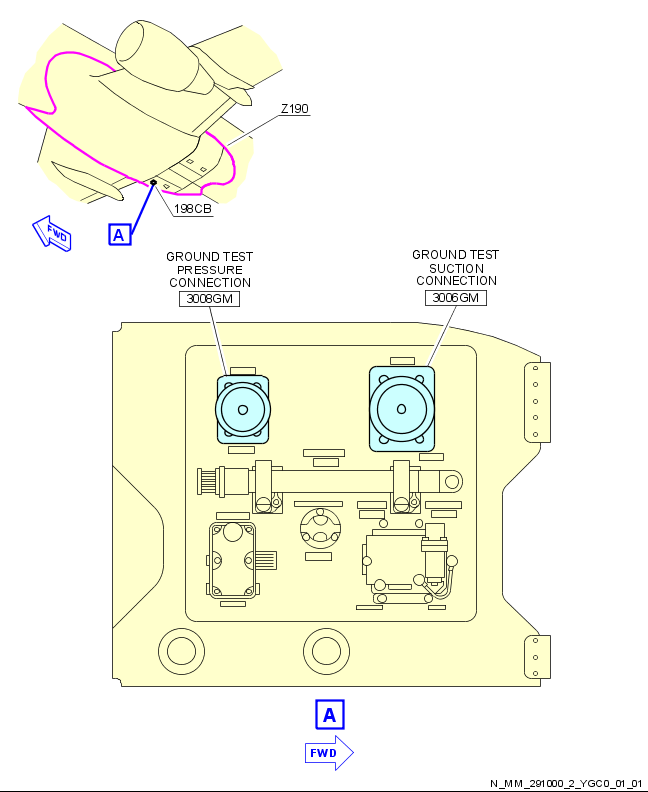 Z190
198CB
FWD
A
GROUND TEST
PRESSURE
CONNECTION
3008GM
GROUND TEST
SUCTION
CONNECTION
3006GM
A
FWD
N_MM_291000_2_YGC0_01_01